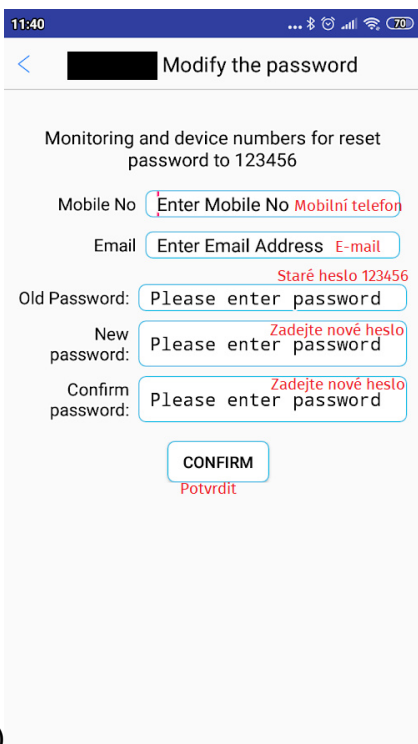 11:40
... 70
< Modify the password
Monitoring and device numbers for reset
password to 123456
Mobile No Enter Mobile No Mobilní telefon
Email Enter Email Address E-mail
Staré heslo 123456
Old Password: Please enter password
Zadejte nové heslo
New password: Please enter password
Zadejte nové heslo
Confirm password: Please enter password
CONFIRM
Potvrdit
)